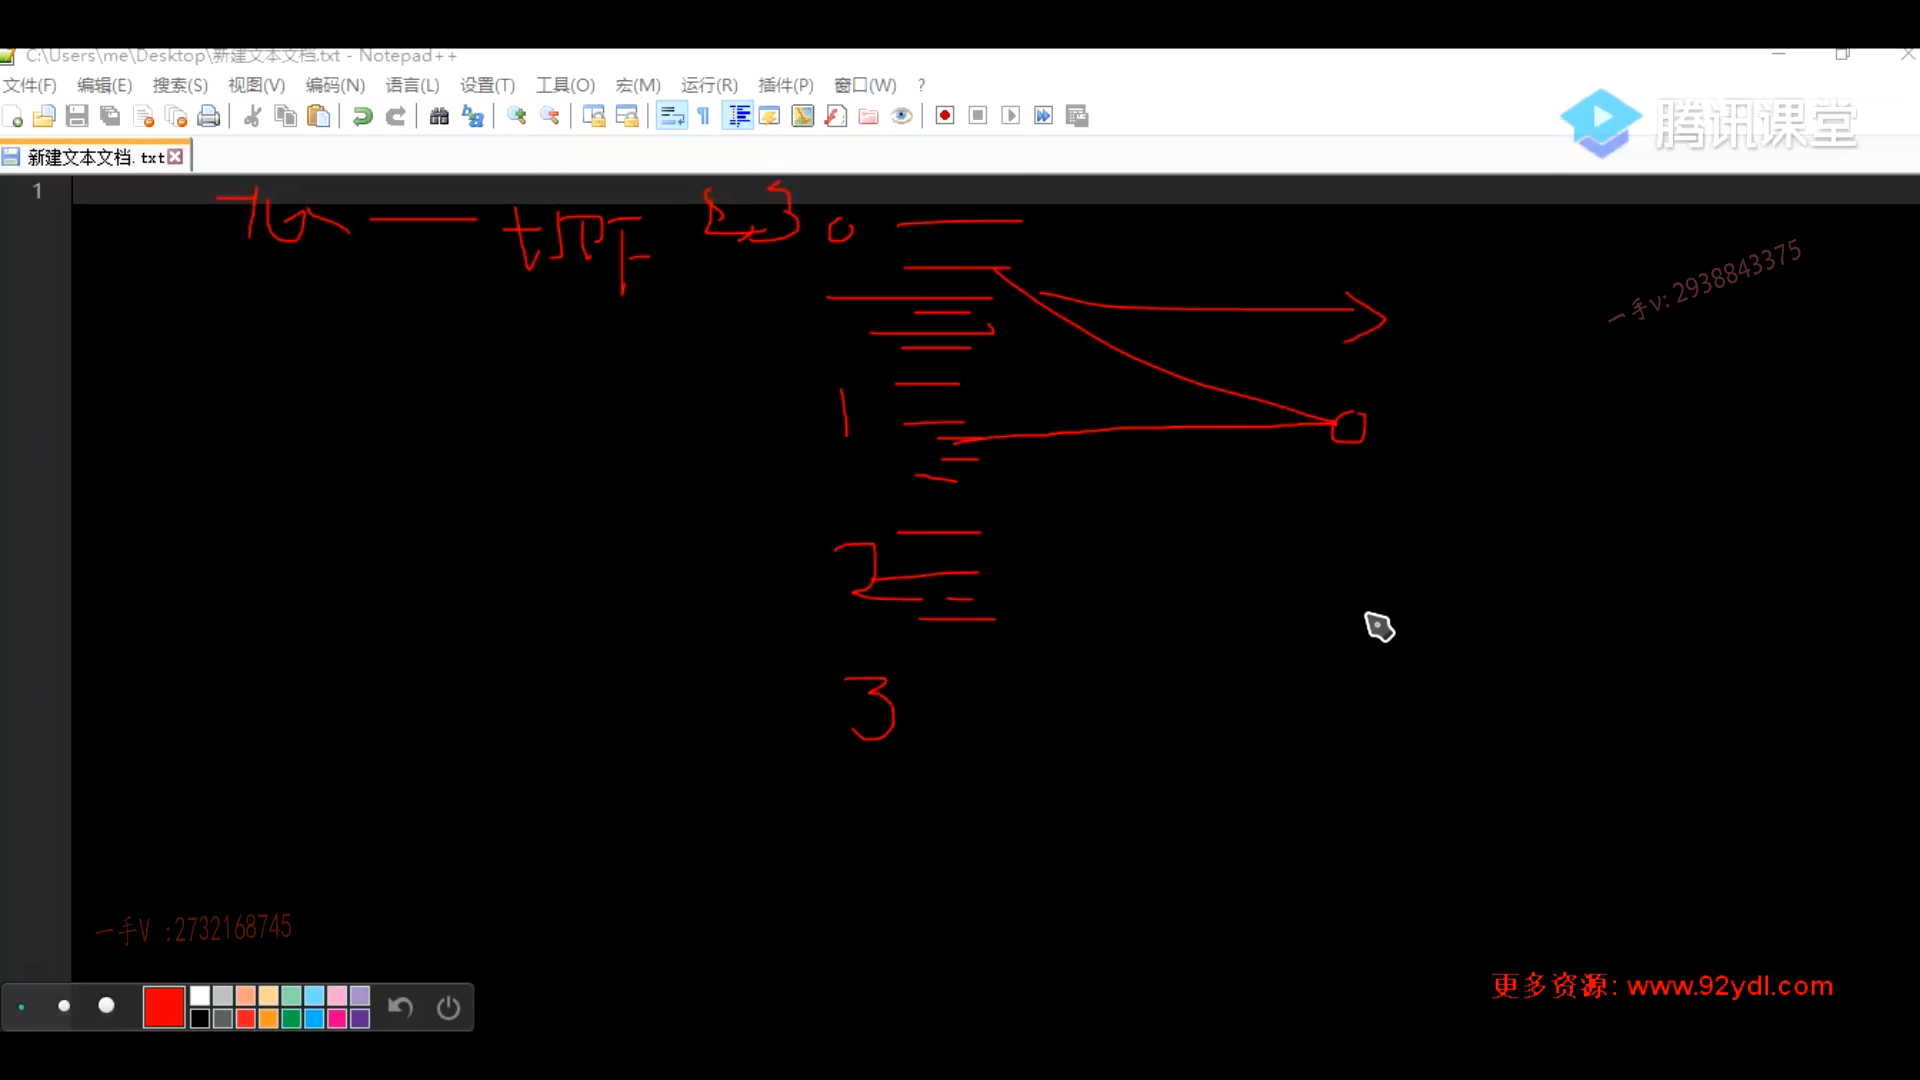 C:\Users\me\Desktop\新建文本文档.txt - Notepad++
文件(F) 编辑(E) 搜索(S) 视图(V) 编码(N) 语言(L) 设置(T) 工具(O) 宏(M) 运行(R) 插件(P) 窗口(W) ?
腾讯课堂
新建文本文档.txt
1
0
一手v:2938843375
1
2
3
一手V :2732168745
更多资源: www.92ydl.com